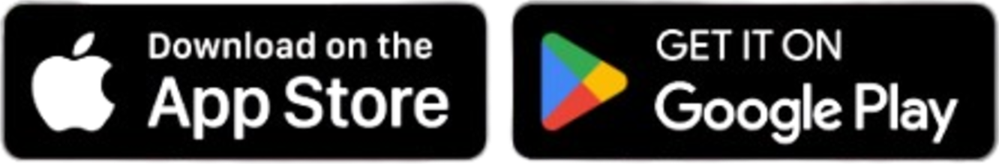 Download on the
App Store
GET IT ON
Google Play